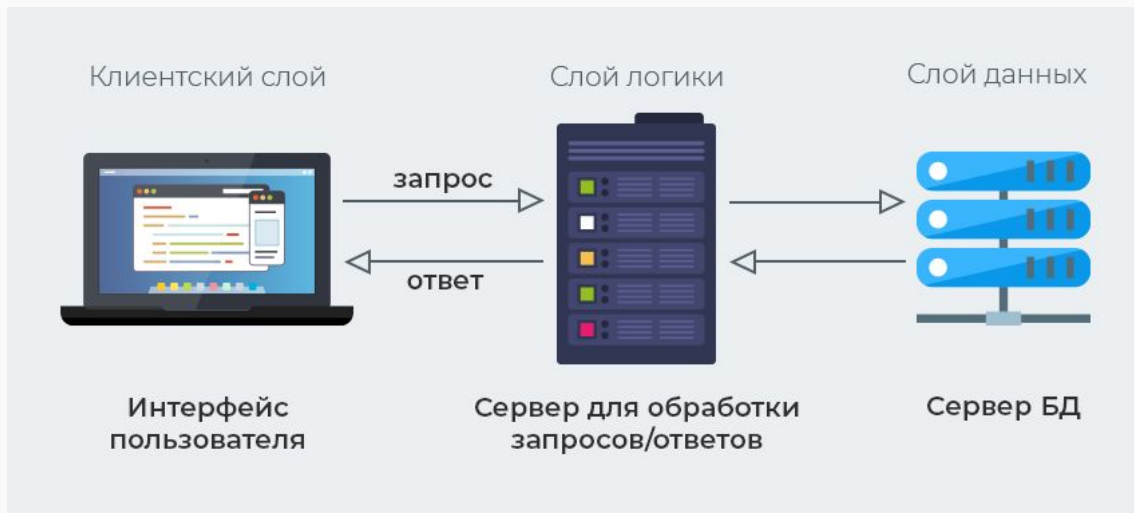 Клиентский слой
Слой логики
Слой данных
запрос
ответ
Интерфейс
пользователя
Сервер для обработки
запросов/ответов
Сервер БД